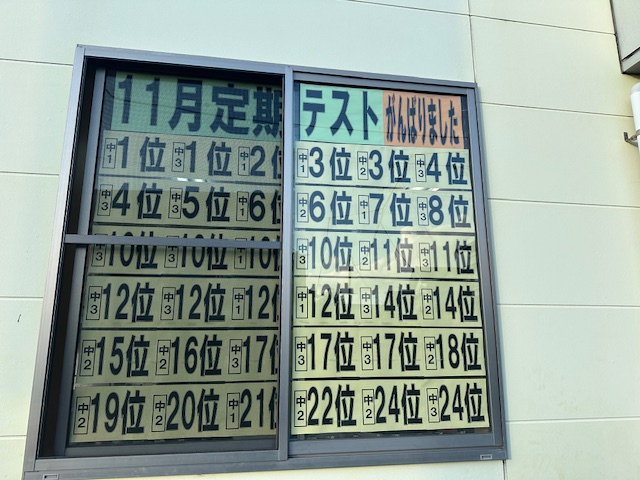 11月定期テスト がんばりました
中1 1位 中3 1位 中1 2位 中1 3位 中2 3位 中3 4位
中3 4位 中3 5位 中1 6位 中2 6位 中1 7位 中3 8位
10位 10位 10位 中3 10位 中2 11位 中3 11位
中3 12位 中3 12位 中1 12位 中1 12位 中3 14位 中2 14位
中2 15位 中2 16位 中3 17位 中3 17位 中3 17位 中2 18位
中2 19位 中2 20位 中1 21位 中3 22位 中2 24位 中3 24位